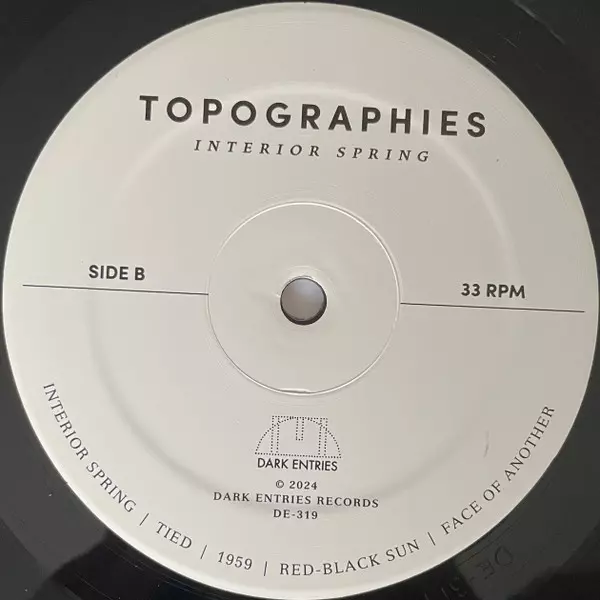 TOPOGRAPHIES
INTERIOR SPRING
SIDE B
33 RPM
DARK ENTRIES
© 2024
DARK ENTRIES RECORDS
DE-319
INTERIOR SPRING | TIED | 1959 | RED-BLACK SUN | FACE OF ANOTHER